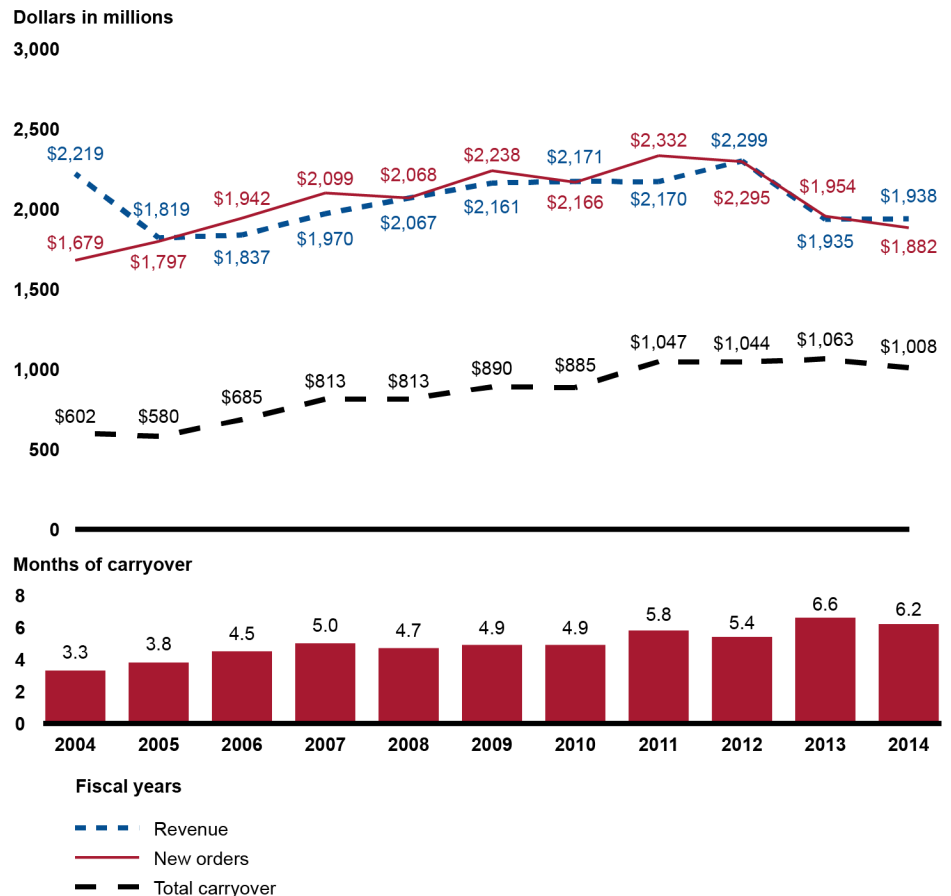 Dollars in millions
3,000
2,500
2,000
1,500
1,000
500
0
$2,219 $1,819 $1,837 $1,970 $2,067 $2,161 $2,171 $2,170 $2,299 $1,935 $1,938
$1,679 $1,797 $1,942 $2,099 $2,068 $2,238 $2,166 $2,332 $2,295 $1,954 $1,882
$602 $580 $685 $813 $813 $890 $885 $1,047 $1,044 $1,063 $1,008
Months of carryover
8
6
4
2
0
3.3 3.8 4.5 5.0 4.7 4.9 4.9 5.8 5.4 6.6 6.2
2004 2005 2006 2007 2008 2009 2010 2011 2012 2013 2014
Fiscal years
Revenue
New orders
Total carryover